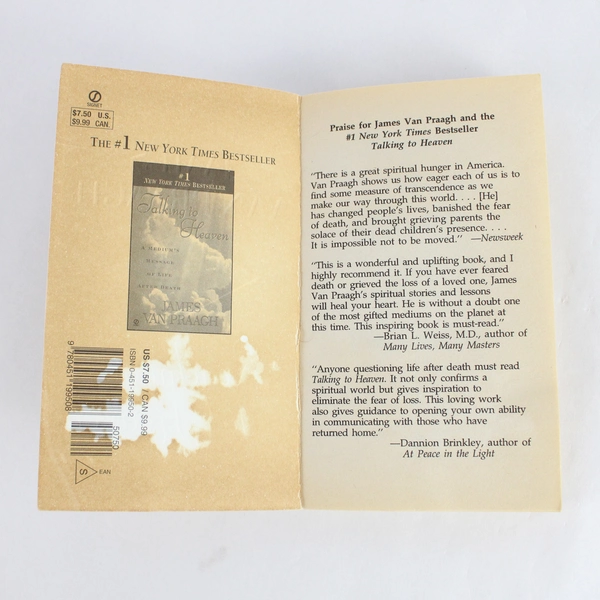 SIGNET
$7.50 U.S.
$9.99 CAN.
THE #1 NEW YORK TIMES BESTSELLER
#1
NEW YORK TIMES BESTSELLER
Talking to
Heaven
A MEDIUM'S
MESSAGE
OF LIFE
AFTER DEATH
JAMES
VAN PRAAGH
US $7.50 / CAN $9.99
ISBN 0-451-19950-2
9 780451 199508
50750
S EAN
Praise for James Van Praagh and the
#1 New York Times Bestseller
Talking to Heaven
"There is a great spiritual hunger in America.
Van Praagh shows us how eager each of us is to
find some measure of transcendence as we
make our way through this world. . . . [He]
has changed people's lives, banished the fear
of death, and brought grieving parents the
solace of their dead children's presence. . . .
It is impossible not to be moved." —Newsweek
"This is a wonderful and uplifting book, and I
highly recommend it. If you have ever feared
death or grieved the loss of a loved one, James
Van Praagh's spiritual stories and lessons
will heal your heart. He is without a doubt one
of the most gifted mediums on the planet at
this time. This inspiring book is must-read."
—Brian L. Weiss, M.D., author of
Many Lives, Many Masters
"Anyone questioning life after death must read
Talking to Heaven. It not only confirms a
spiritual world but gives inspiration to
eliminate the fear of loss. This loving work
also gives guidance to opening your own ability
in communicating with those who have
returned home."
—Dannion Brinkley, author of
At Peace in the Light